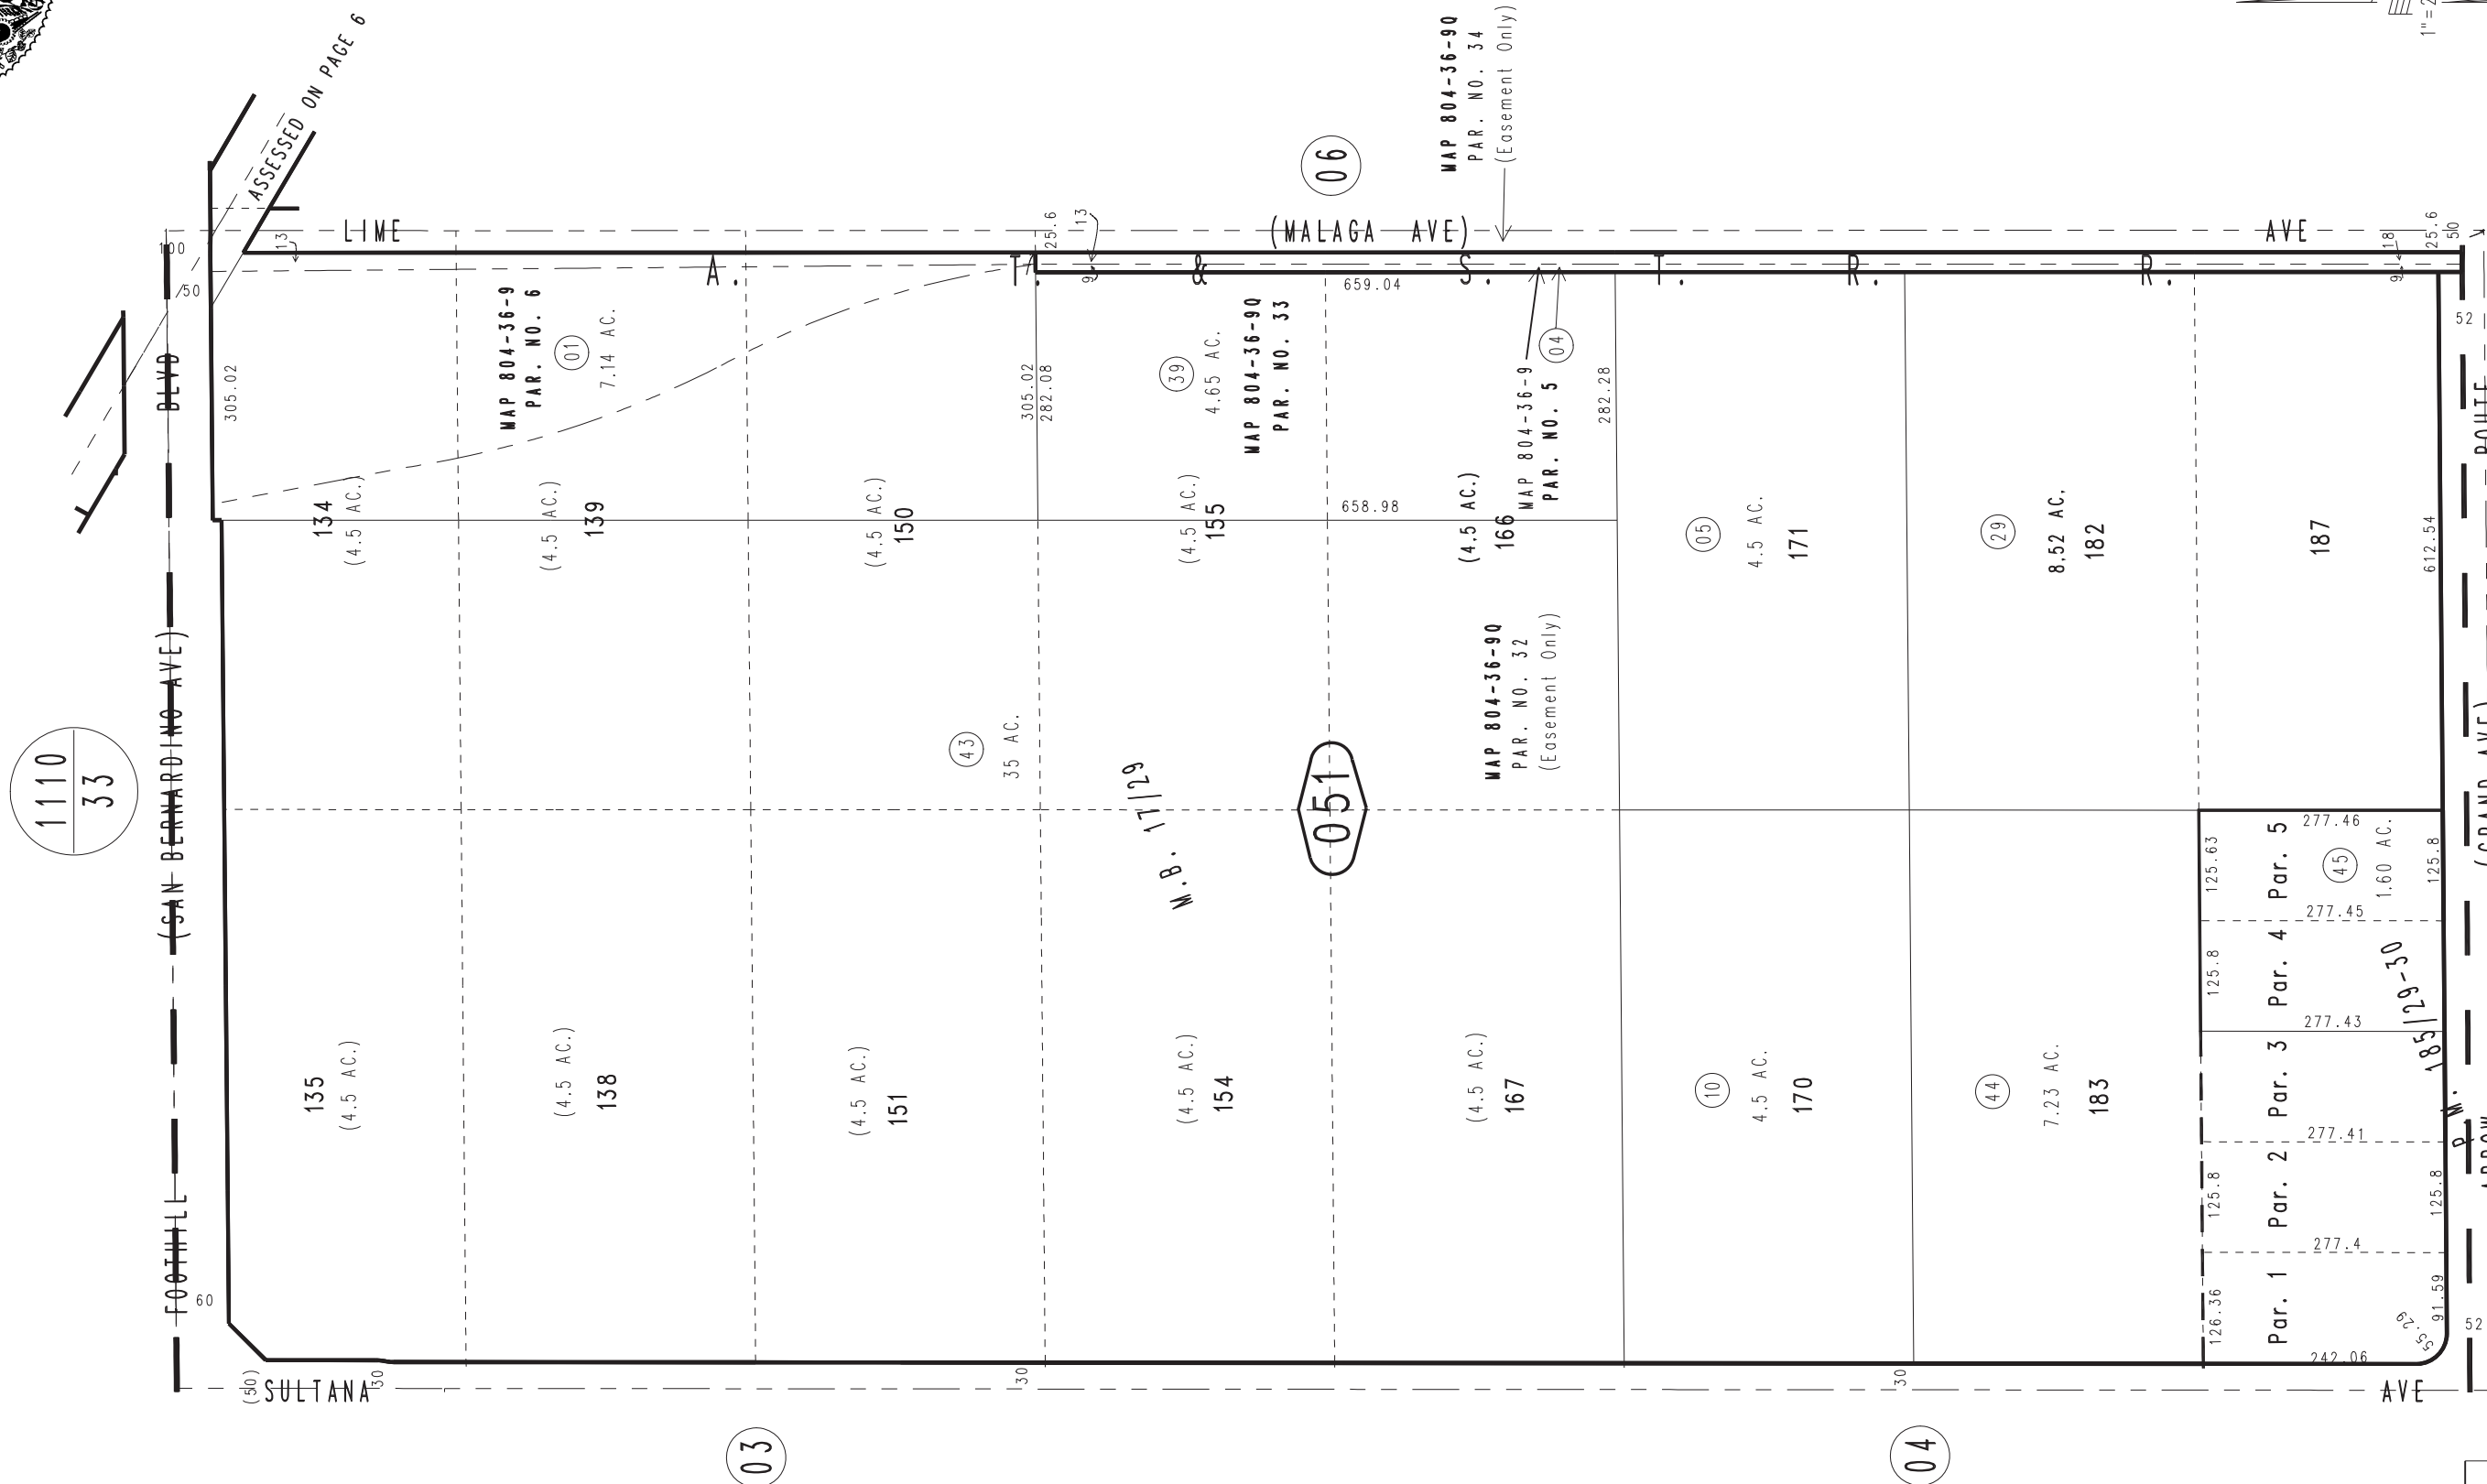 ASSESSED ON PAGE 6
1"=2
MAP 804-36-9Q
PAR. NO. 34
(Easement Only)
06
LIME
(MALAGA AVE)
AVE
A. T. & S. T. R. R.
100
50
13
25.6
13
9
7
659.04
18
9
25.6
50
52
BLVD
(SAN BERNARDINO AVE)
FOOTHILL
60
1110
33
305.02
MAP 804-36-9
PAR. NO. 6
01
7.14 AC.
305.02
282.08
39
4.65 AC.
MAP 804-36-9Q
PAR. NO. 33
MAP 804-36-9
PAR. NO. 5
04
282.28
658.98
134
(4.5 AC.)
(4.5 AC.)
139
(4.5 AC.)
150
(4.5 AC.)
155
(4.5 AC.)
166
05
4.5 AC.
171
29
8.52 AC.
182
187
612.54
43
35 AC.
M.B. 17/29
051
MAP 804-36-9Q
PAR. NO. 32
(Easement Only)
135
(4.5 AC.)
(4.5 AC.)
138
(4.5 AC.)
151
(4.5 AC.)
154
(4.5 AC.)
167
10
4.5 AC.
170
44
7.23 AC.
183
277.46
125.63
Par. 5
45
1.60 AC.
125.8
277.45
125.8
Par. 4
277.43
Par. 3
277.41
125.8
Par. 2
125.8
277.4
126.36
Par. 1
91.59
55.29
242.06
52
P. M. 185/29-30
ROUTE
(GRAND AVE)
ARROW
(50)
SULTANA
30
30
30
AVE
03
04